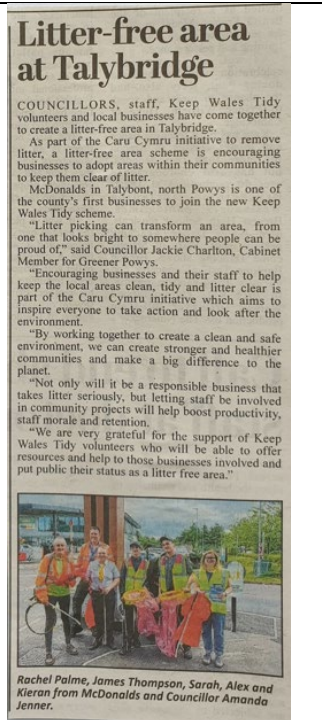 Litter-free area
at Talybridge
COUNCILLORS, staff, Keep Wales Tidy
volunteers and local businesses have come together
to create a litter-free area in Talybridge.
As part of the Caru Cymru initiative to remove
litter, a litter-free area scheme is encouraging
businesses to adopt areas within their communities
to keep them clear of litter.
McDonalds in Talybont, north Powys is one of
the county's first businesses to join the new Keep
Wales Tidy scheme.
"Litter picking can transform an area, from
one that looks bright to somewhere people can be
proud of," said Councillor Jackie Charlton, Cabinet
Member for Greener Powys.
"Encouraging businesses and their staff to help
keep the local areas clean, tidy and litter clear is
part of the Caru Cymru initiative which aims to
inspire everyone to take action and look after the
environment.
"By working together to create a clean and safe
environment, we can create stronger and healthier
communities and make a big difference to the
planet.
"Not only will it be a responsible business that
takes litter seriously, but letting staff be involved
in community projects will help boost productivity,
staff morale and retention.
"We are very grateful for the support of Keep
Wales Tidy volunteers who will be able to offer
resources and help to those businesses involved and
put public their status as a litter free area."
Rachel Palme, James Thompson, Sarah, Alex and
Kieran from McDonalds and Councillor Amanda
Jenner.